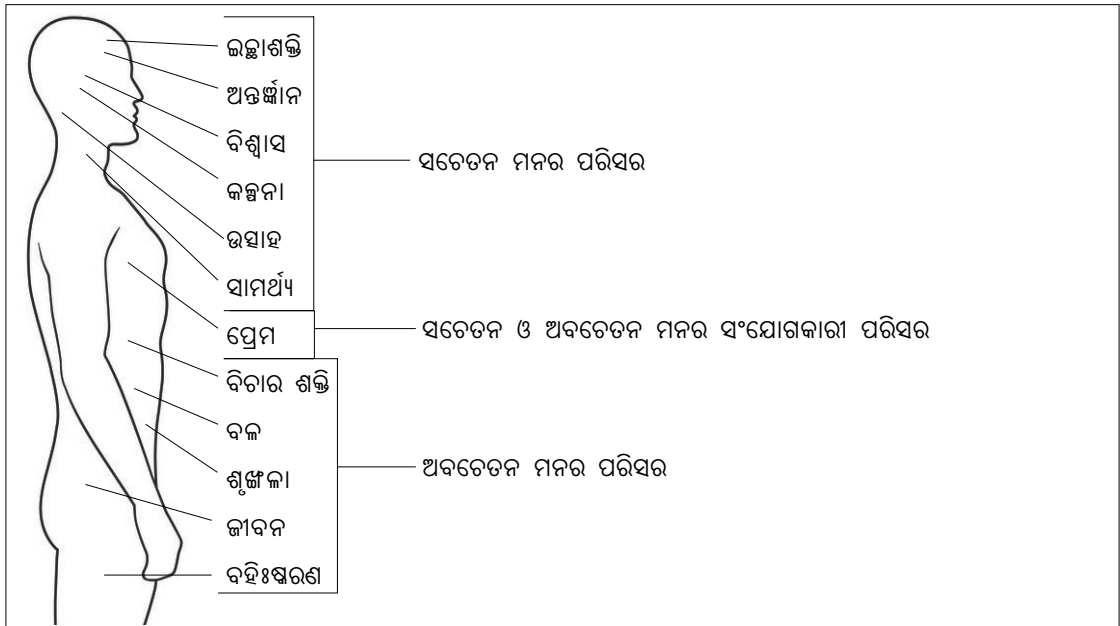 ଇଚ୍ଛାଶକ୍ତି
ଅନ୍ତର୍ଜ୍ଞାନ
ବିଶ୍ୱାସ
କଳ୍ପନା
ଉତ୍ସାହ
ସାମର୍ଥ୍ୟ
ସଚେତନ ମନର ପରିସର
ପ୍ରେମ
ସଚେତନ ଓ ଅବଚେତନ ମନର ସଂଯୋଗକାରୀ ପରିସର
ବିଚାର ଶକ୍ତି
ବଳ
ଶୃଙ୍ଖଳା
ଜୀବନ
ବହିଃଷ୍କରଣ
ଅବଚେତନ ମନର ପରିସର